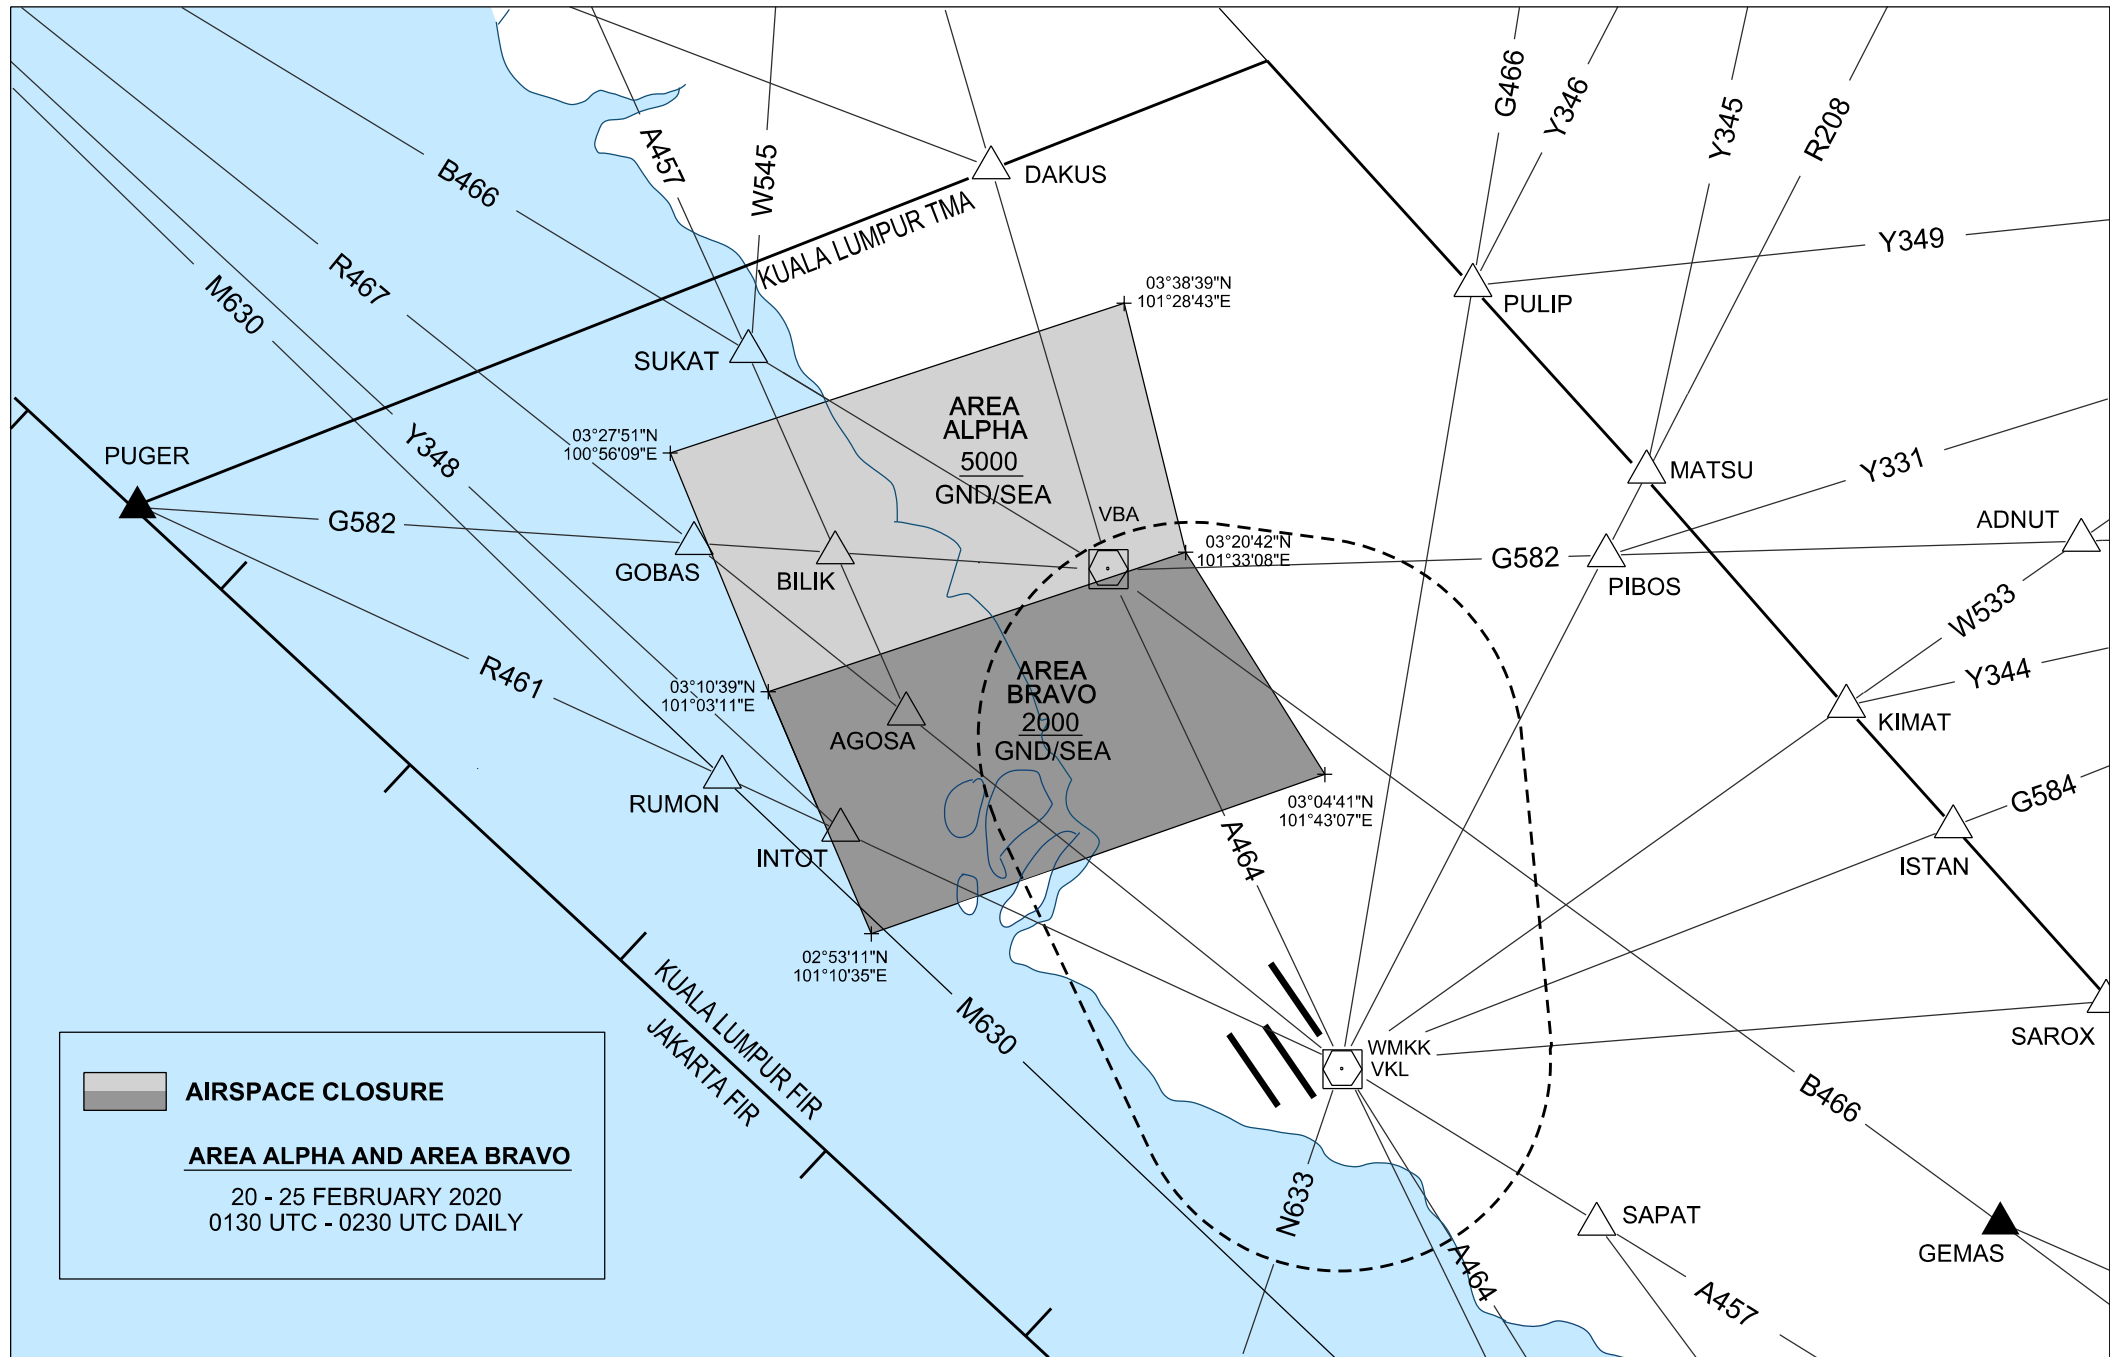 G466
Y346
Y345
R208
A457
W545
B466
DAKUS
KUALA LUMPUR TMA
Y349
R467
M630
03°38'39"N
101°28'43"E
PULIP
SUKAT
AREA
ALPHA
5000
GND/SEA
03°27'51"N
100°56'09"E
PUGER
Y348
MATSU
Y331
G582
VBA
03°20'42"N
101°33'08"E
G582
ADNUT
GOBAS
BILIK
PIBOS
W533
R461
03°10'39"N
101°03'11"E
AREA
BRAVO
2000
GND/SEA
Y344
AGOSA
KIMAT
RUMON
03°04'41"N
101°43'07"E
G584
INTOT
A464
ISTAN
02°53'11"N
101°10'35"E
KUALA LUMPUR FIR
JAKARTA FIR
M630
WMKK
VKL
SAROX
B466
AIRSPACE CLOSURE
AREA ALPHA AND AREA BRAVO
20 - 25 FEBRUARY 2020
0130 UTC - 0230 UTC DAILY
N633
SAPAT
GEMAS
A464
A457